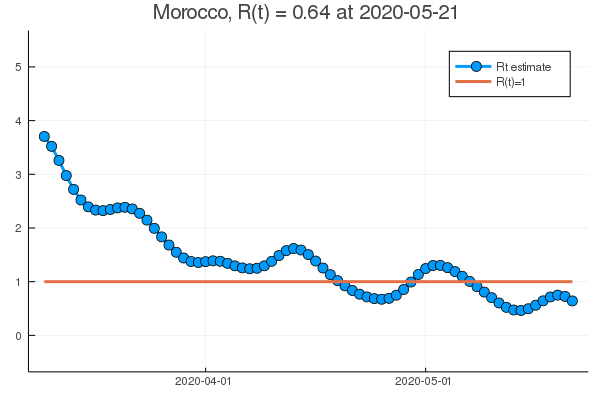 Morocco, R(t) = 0.64 at 2020-05-21
5
4
3
2
1
0
Rt estimate
R(t)=1
2020-04-01
2020-05-01